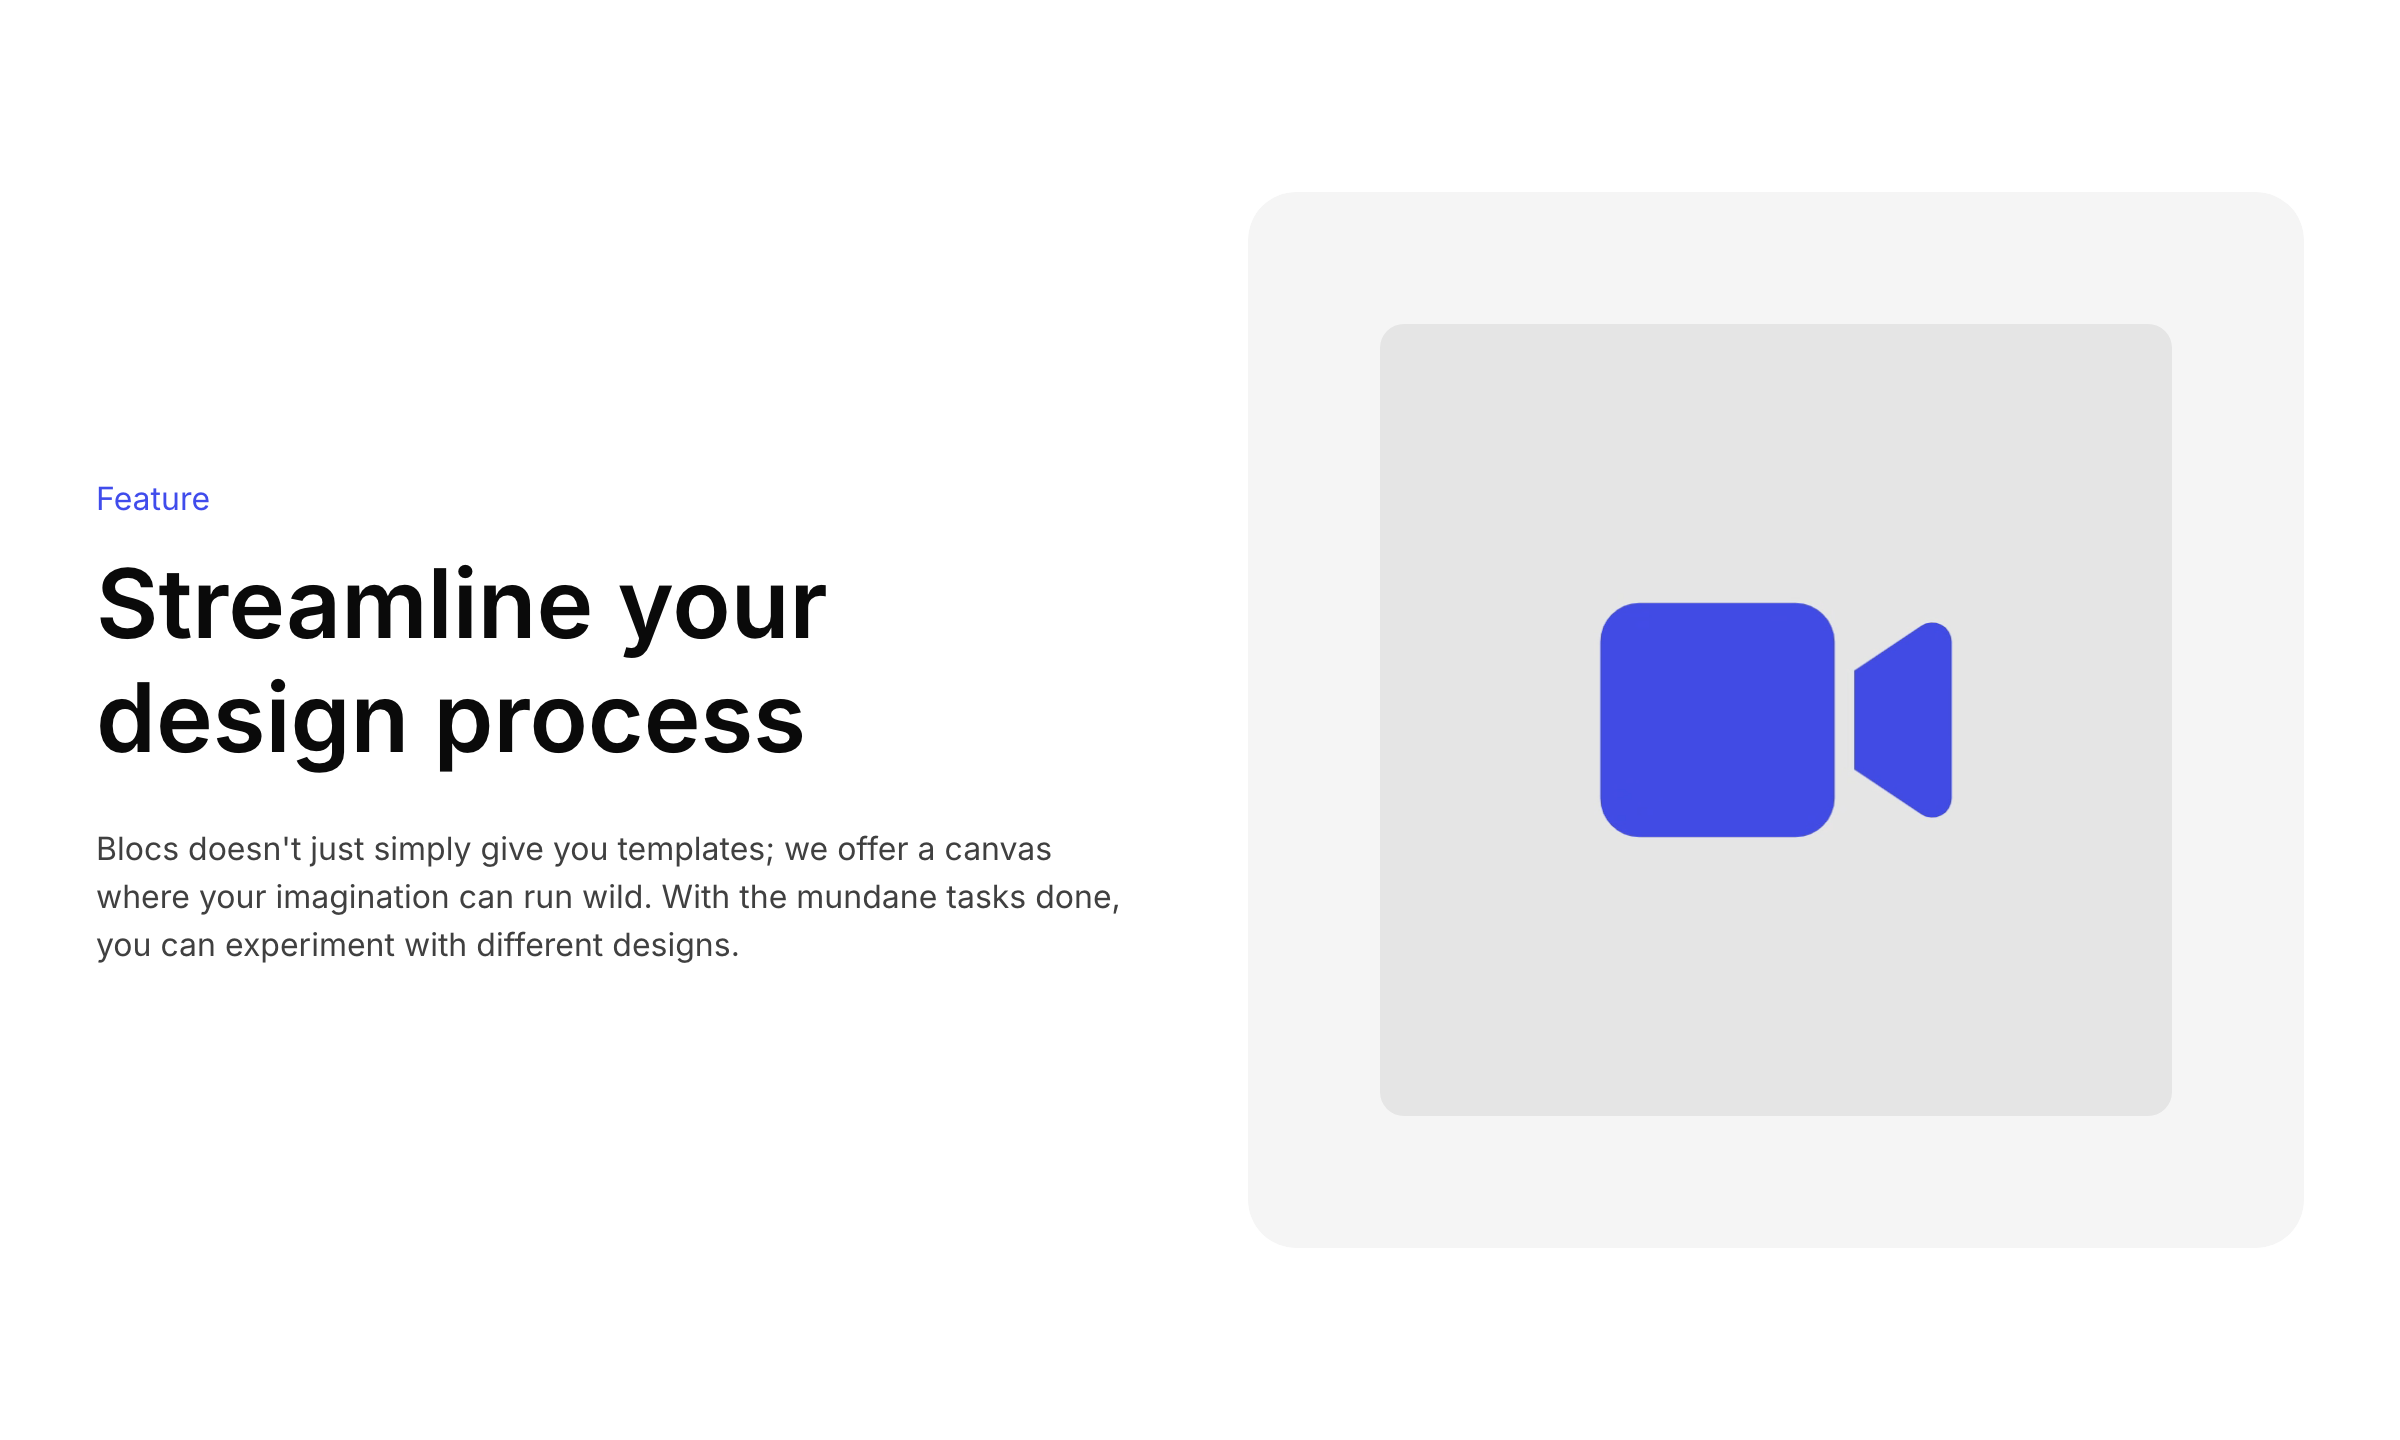 Feature
Streamline your
design process
Blocs doesn't just simply give you templates; we offer a canvas
where your imagination can run wild. With the mundane tasks done,
you can experiment with different designs.